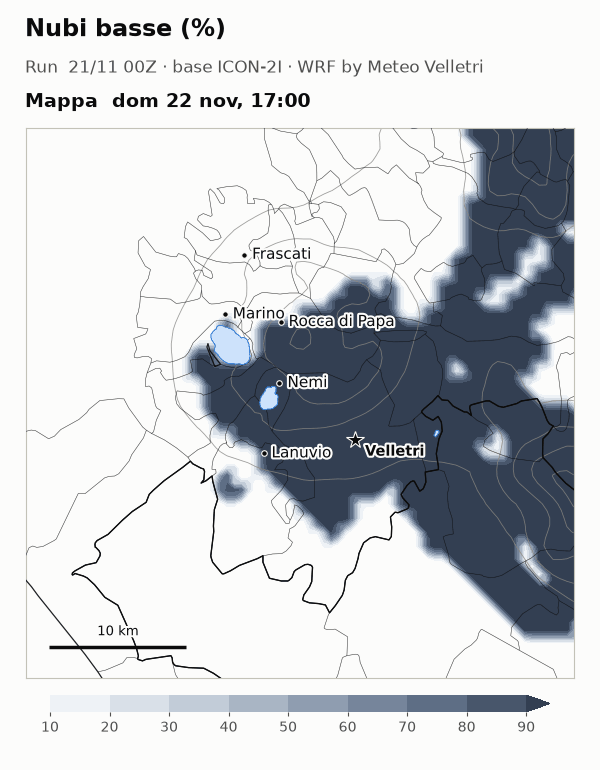 Nubi basse (%)
Run  21/11 00Z · base ICON-2I · WRF by Meteo Velletri
Mappa  dom 22 nov, 17:00
Frascati
Marino
Rocca di Papa
Nemi
Velletri
Lanuvio
10 km
10 20 30 40 50 60 70 80 90